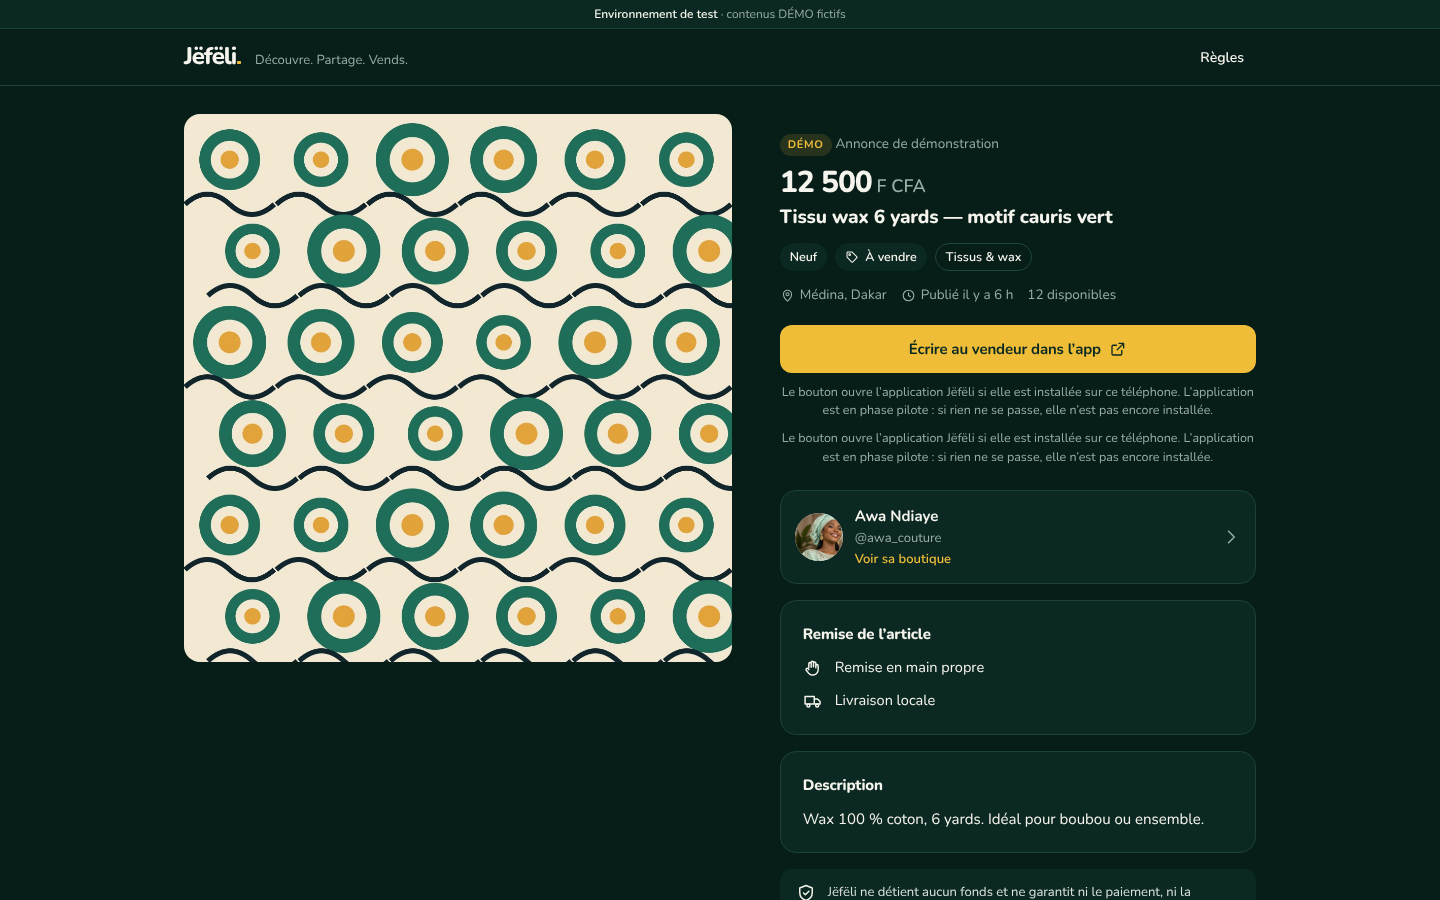 Environnement de test · contenus DÉMO fictifs
Jëfëli.
Découvre. Partage. Vends.
Règles
DÉMO Annonce de démonstration
12 500 F CFA
Tissu wax 6 yards — motif cauris vert
Neuf
À vendre
Tissus & wax
Médina, Dakar
Publié il y a 6 h
12 disponibles
Écrire au vendeur dans l’app
Le bouton ouvre l’application Jëfëli si elle est installée sur ce téléphone. L’application
est en phase pilote : si rien ne se passe, elle n’est pas encore installée.
Le bouton ouvre l’application Jëfëli si elle est installée sur ce téléphone. L’application
est en phase pilote : si rien ne se passe, elle n’est pas encore installée.
Awa Ndiaye
@awa_couture
Voir sa boutique
Remise de l’article
Remise en main propre
Livraison locale
Description
Wax 100 % coton, 6 yards. Idéal pour boubou ou ensemble.
Jëfëli ne détient aucun fonds et ne garantit ni le paiement, ni la